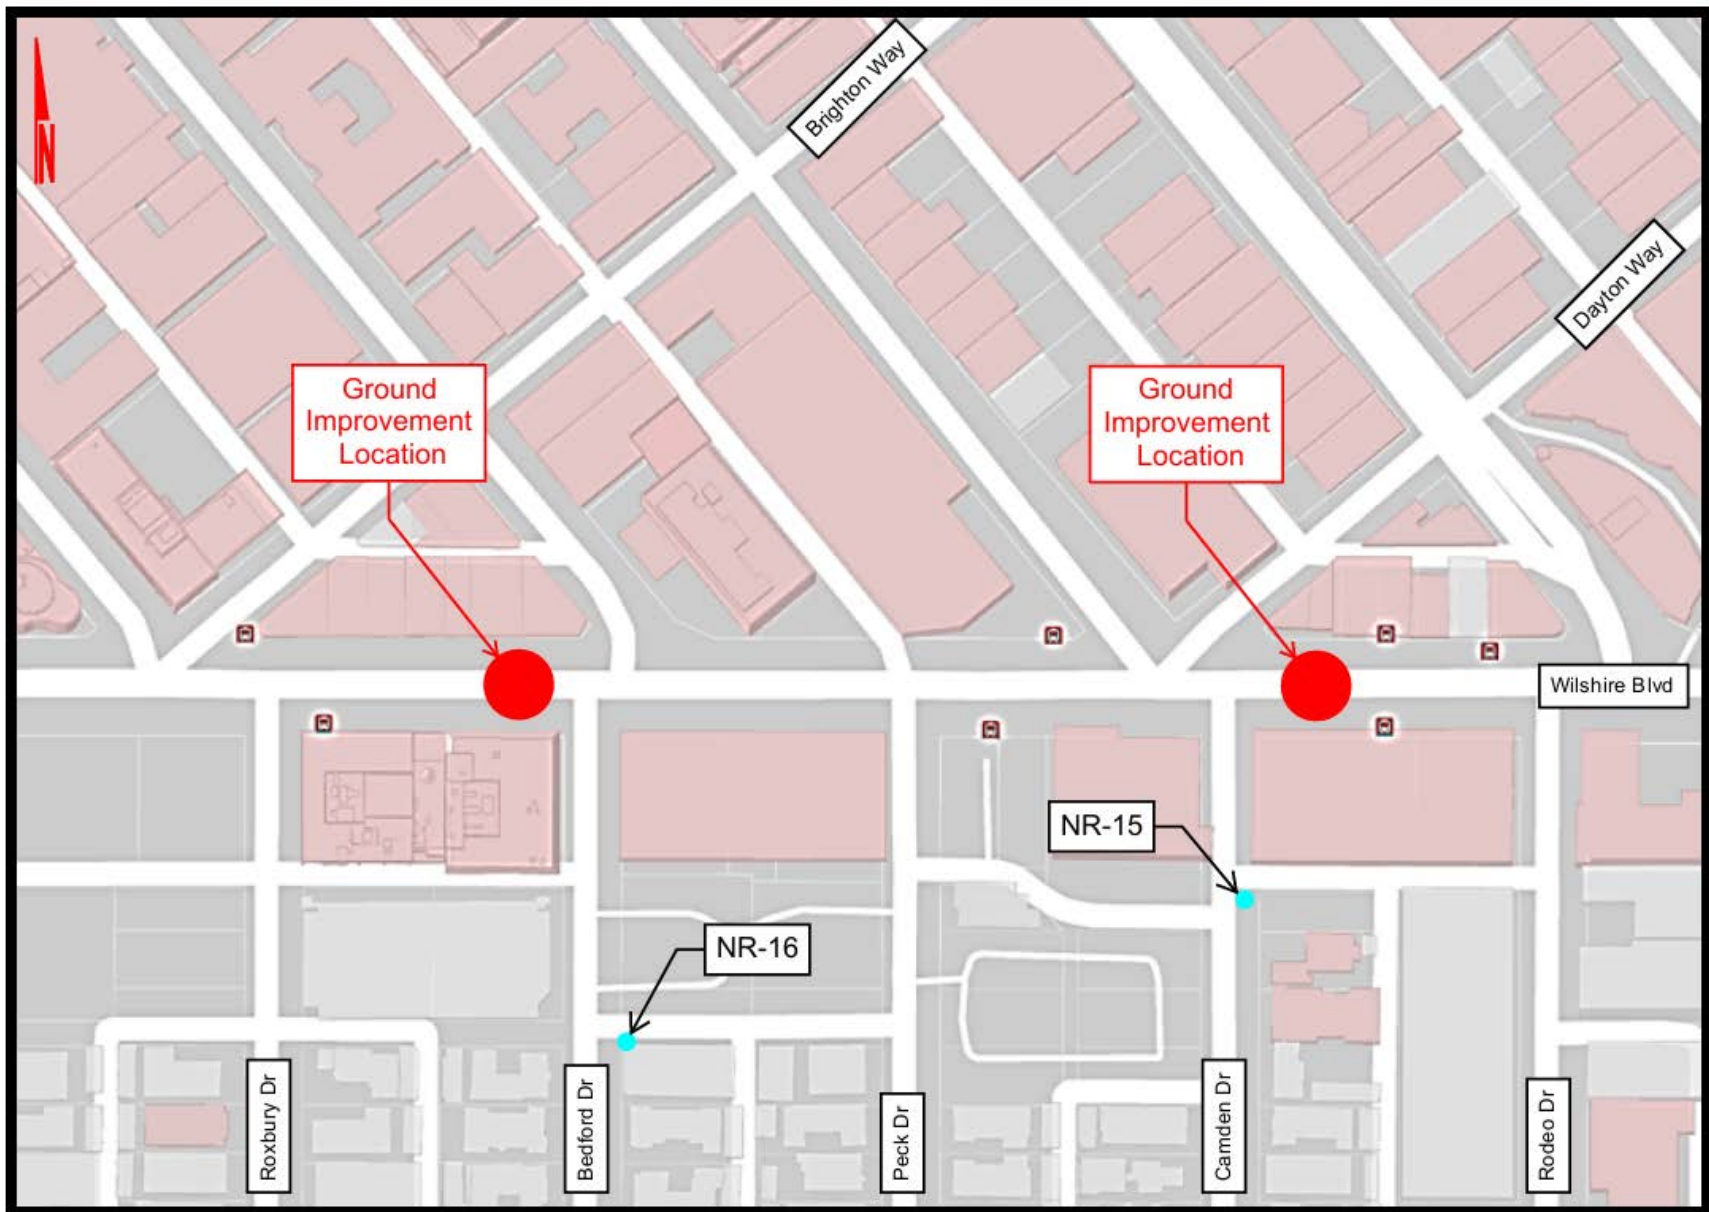 N
Brighton Way
Dayton Way
Ground
Improvement
Location
Ground
Improvement
Location
Wilshire Blvd
NR-15
NR-16
Roxbury Dr
Bedford Dr
Peck Dr
Camden Dr
Rodeo Dr